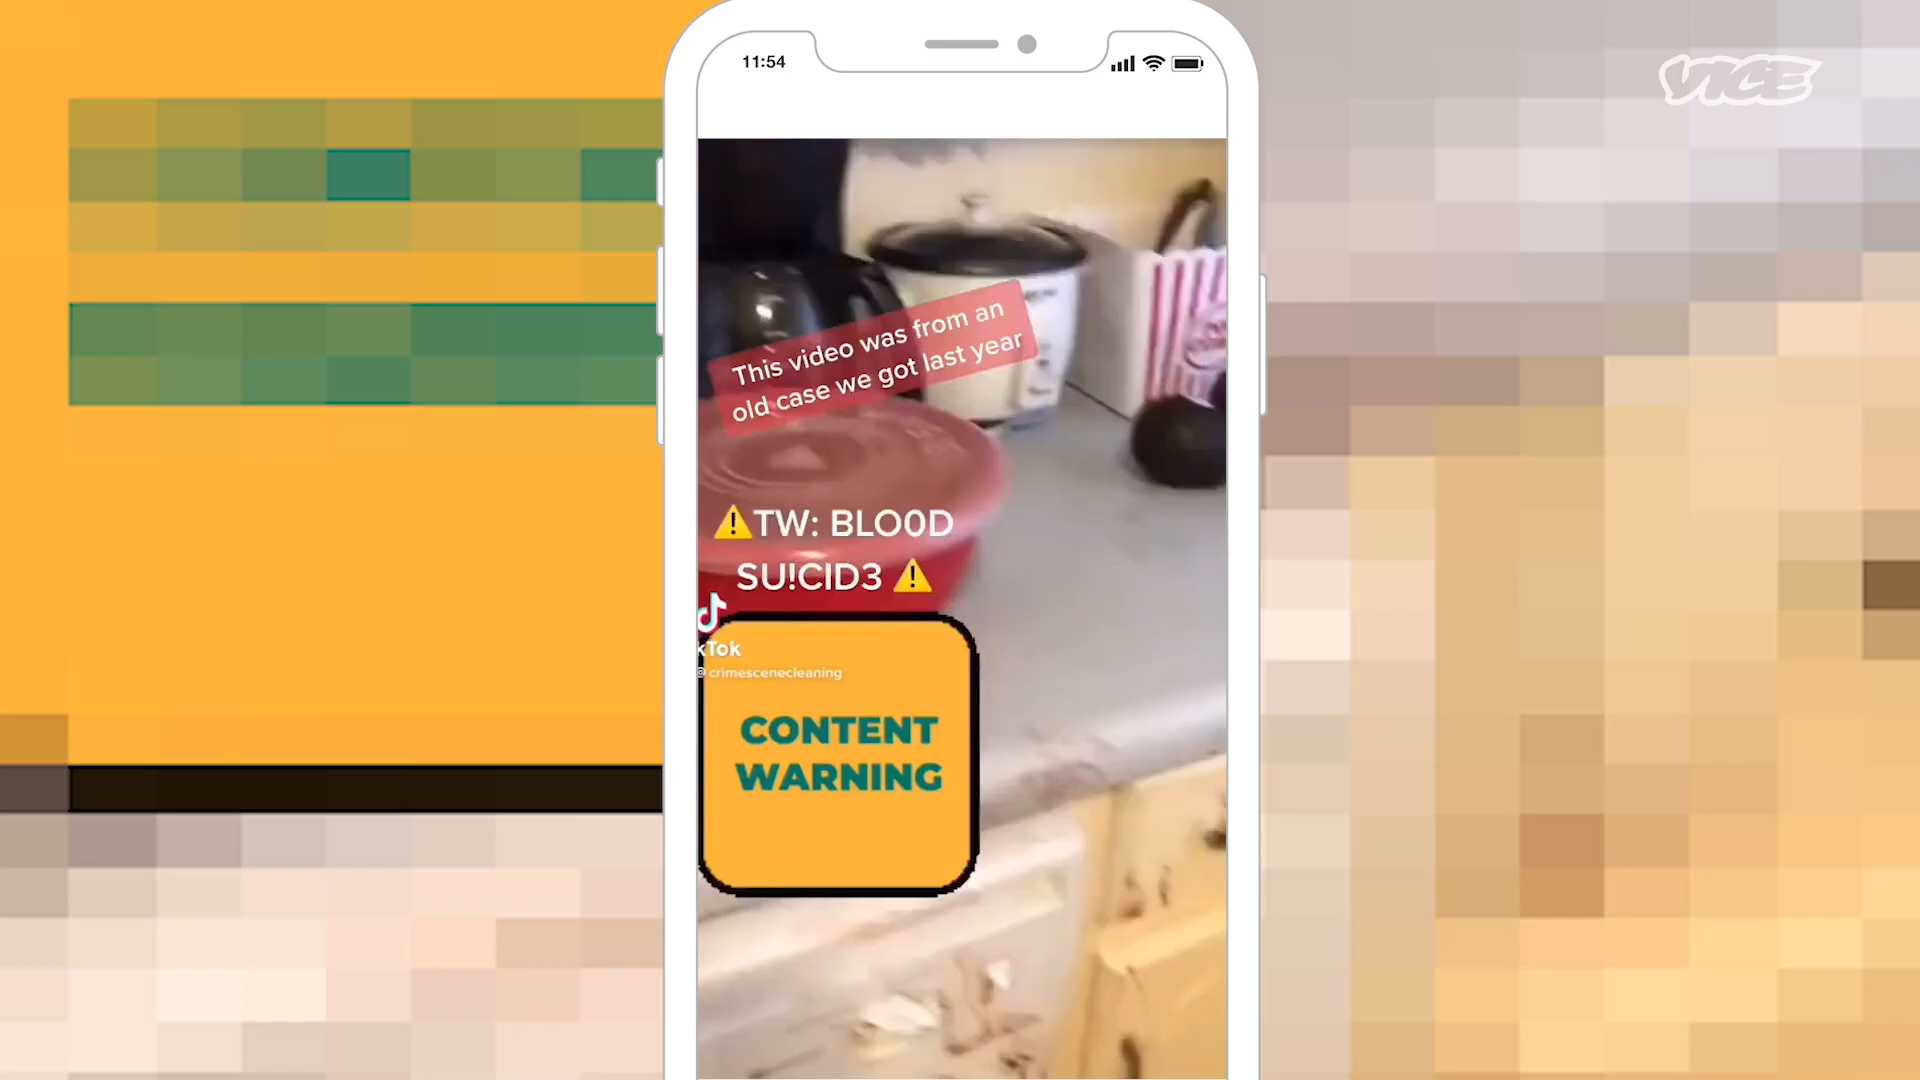 11:54
VICE
This video was from an
old case we got last year
⚠️TW: BLO0D
SU!CID3 ⚠️
kTok
@crimescenecleaning
CONTENT
WARNING